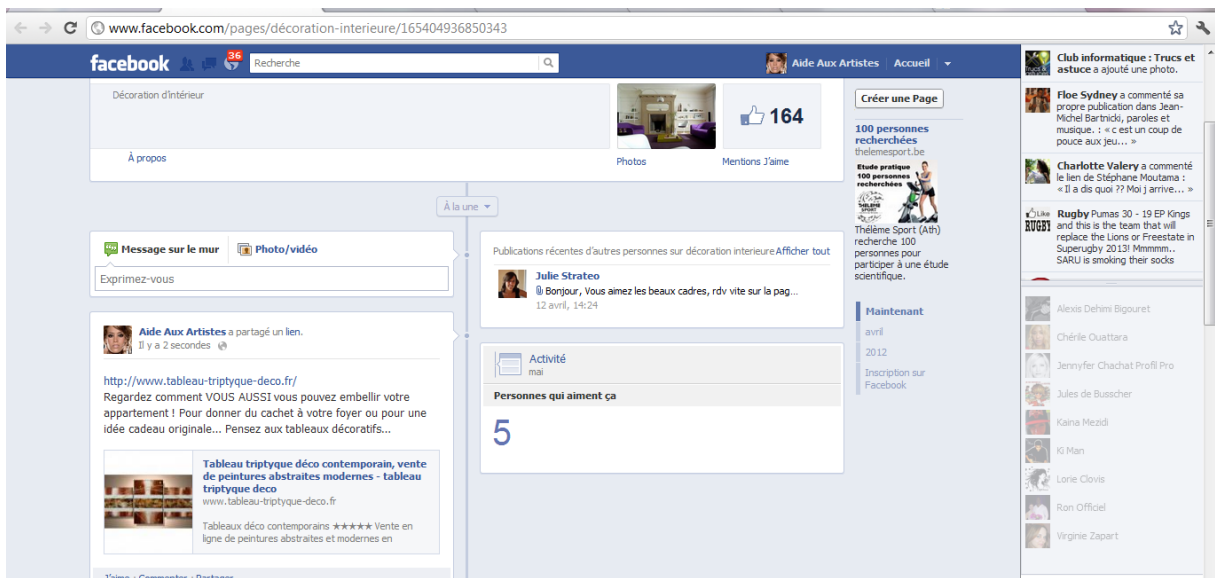 www.facebook.com/pages/décoration-interieure/165404936850343
facebook
36
Recherche
Aide Aux Artistes
Accueil
Décoration d'intérieur
À propos
Photos
164
Mentions J'aime
À la une
Message sur le mur
Photo/vidéo
Exprimez-vous
Aide Aux Artistes a partagé un lien.
Il y a 2 secondes
http://www.tableau-triptyque-deco.fr/
Regardez comment VOUS AUSSI vous pouvez embellir votre
appartement ! Pour donner du cachet à votre foyer ou pour une
idée cadeau originale... Pensez aux tableaux décoratifs...
Tableau triptyque déco contemporain, vente
de peintures abstraites modernes - tableau
triptyque deco
www.tableau-triptyque-deco.fr
Tableaux déco contemporains ★★★★★ Vente en
ligne de peintures abstraites et modernes en
J'aime · Commenter · Partager
Publications récentes d'autres personnes sur décoration interieure Afficher tout
Julie Strateo
Bonjour, Vous aimez les beaux cadres, rdv vite sur la pag...
12 avril, 14:24
Activité
mai
Personnes qui aiment ça
5
Créer une Page
100 personnes
recherchées
thelemesport.be
Etude pratique
100 personnes
recherchées
Thélème Sport (Ath)
recherche 100
personnes pour
participer à une étude
scientifique.
Maintenant
avril
2012
Inscription sur
Facebook
Club informatique : Trucs et
astuce a ajouté une photo.
Floe Sydney a commenté sa
propre publication dans Jean-
Michel Bartnicki, paroles et
musique. : « c est un coup de
pouce aux jeu... »
Charlotte Valery a commenté
le lien de Stéphane Moutama :
« Il a dis quoi ?? Moi j arrive... »
Like
RUGBY
Rugby Pumas 30 - 19 EP Kings
and this is the team that will
replace the Lions or Freestate in
Superugby 2013! Mmmmm..
SARU is smoking their socks
Alexis Dehimi Bigouret
Chérile Ouattara
Jennyfer Chachat Profil Pro
Jules de Busscher
Kaina Mezidi
Ki Man
Lorie Clovis
Ron Officiel
Virginie Zapart